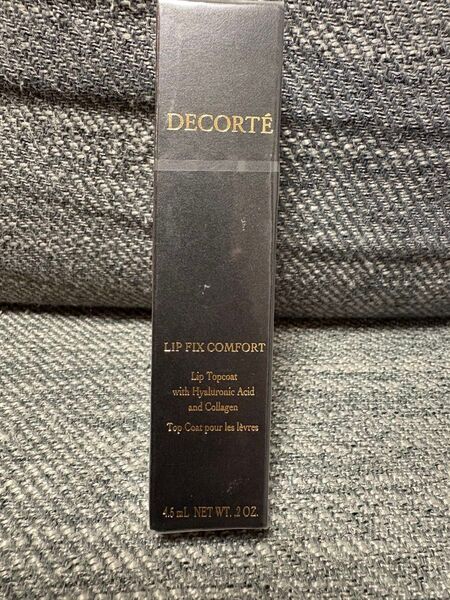 DECORTÉ
LIP FIX COMFORT
Lip Topcoat
with Hyaluronic Acid
and Collagen
Top Coat pour les lèvres
4.5 mL NET WT. .2 OZ.